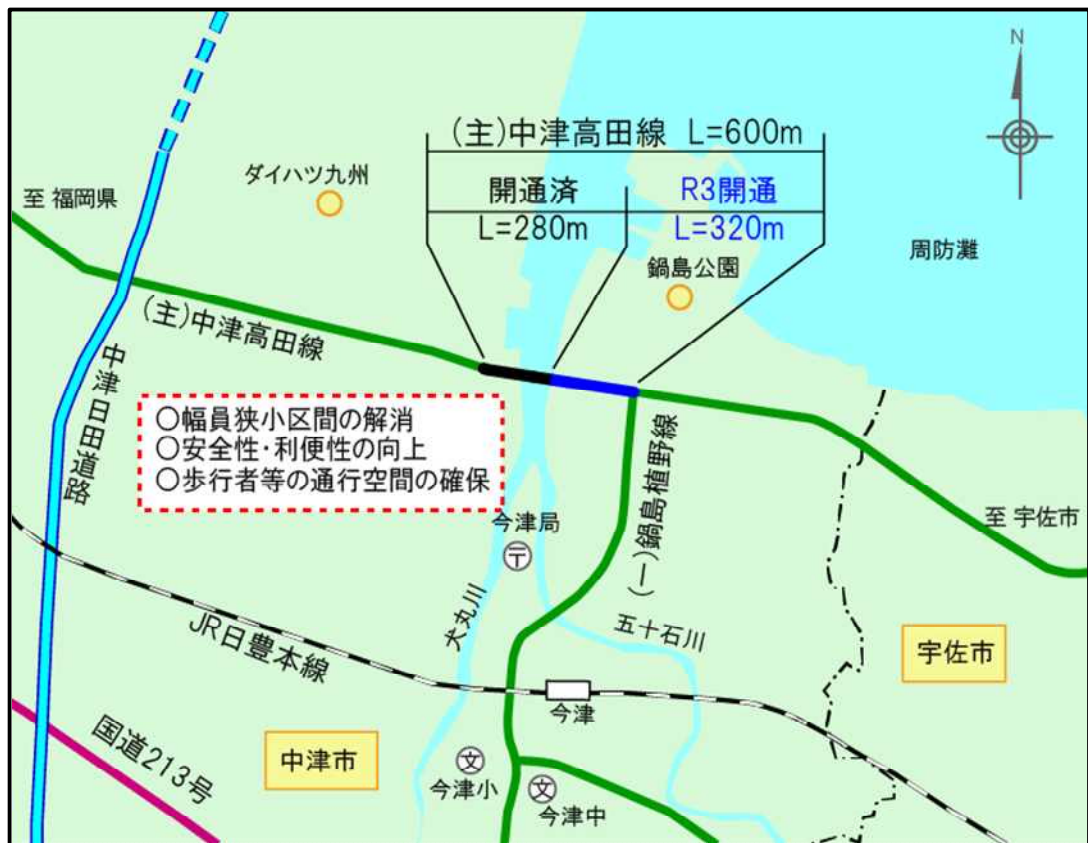 N
(主)中津高田線 L=600m
開通済
R3開通
L=280m
L=320m
ダイハツ九州
至 福岡県
鍋島公園
周防灘
(主)中津高田線
中津日田道路
○幅員狭小区間の解消
○安全性・利便性の向上
○歩行者等の通行空間の確保
(一)鍋島植野線
至 宇佐市
今津局
〒
犬丸川
五十石川
JR日豊本線
宇佐市
今津
国道213号
中津市
文
今津小
文
今津中